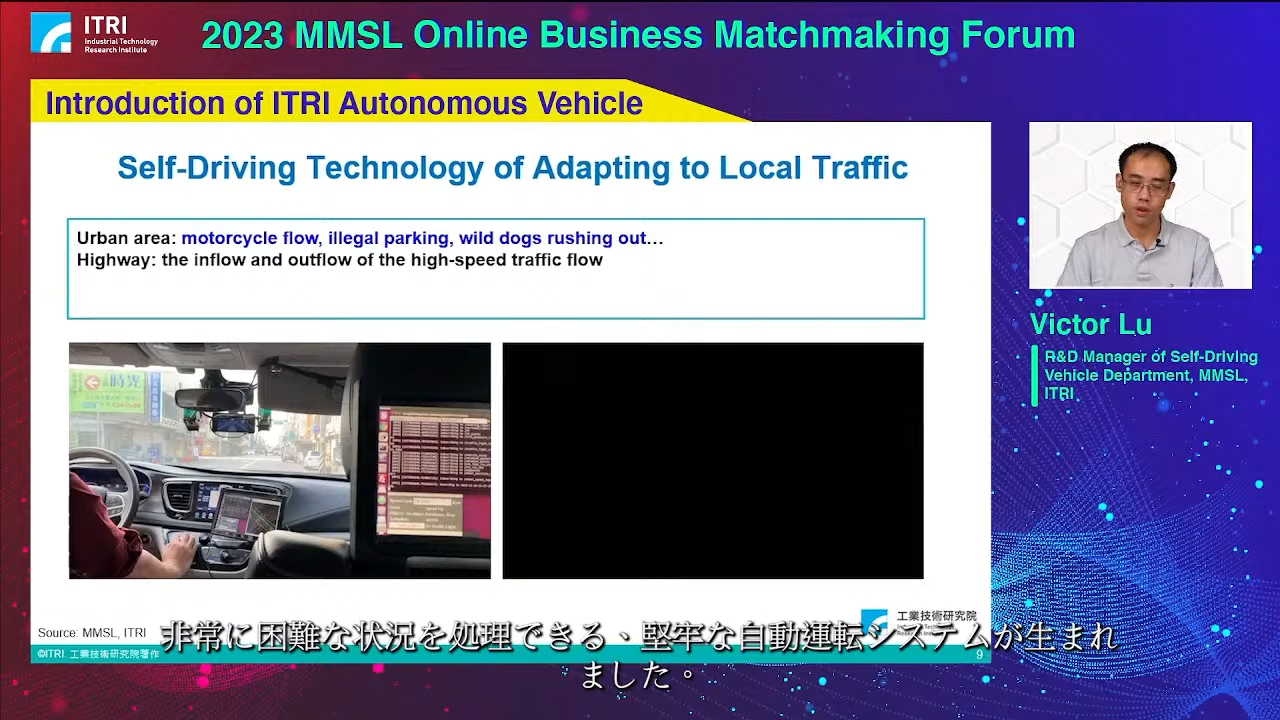 ITRI
Industrial Technology
Research Institute
2023 MMSL Online Business Matchmaking Forum
Introduction of ITRI Autonomous Vehicle
Self-Driving Technology of Adapting to Local Traffic
Urban area: motorcycle flow, illegal parking, wild dogs rushing out…
Highway: the inflow and outflow of the high-speed traffic flow
Victor Lu
R&D Manager of Self-Driving
Vehicle Department, MMSL,
ITRI
時光
工業技術研究院
Source: MMSL, ITRI
©ITRI. 工業技術研究院著作
9
非常に困難な状況を処理できる、堅牢な自動運転システムが生まれ
ました。